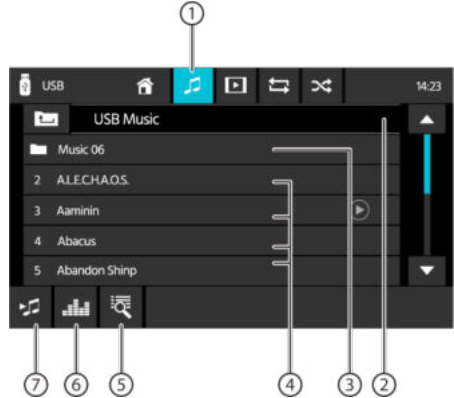 1
USB
14:23
USB Music
Music 06
2 A.L.E.C.H.A.O.S.
3 Aaminin
4 Abacus
5 Abandon Shinp
7 6 5 4 3 2